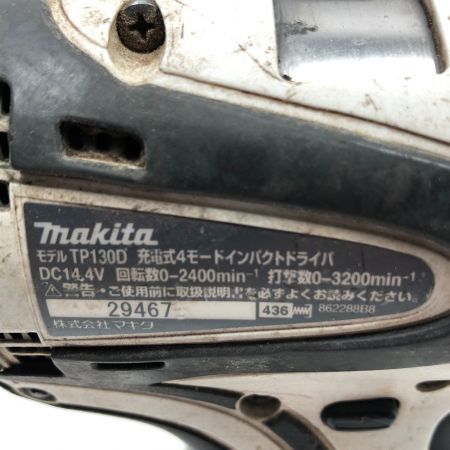 makita
モデル TP130D 充電式4モードインパクトドライバ
DC14.4V 回転数0-2400min-1 打撃数0-3200min-1
⚠警告・ご使用前に取扱説明書を必ずよくお読みください。
29467 436 862288B8
株式会社マキタ